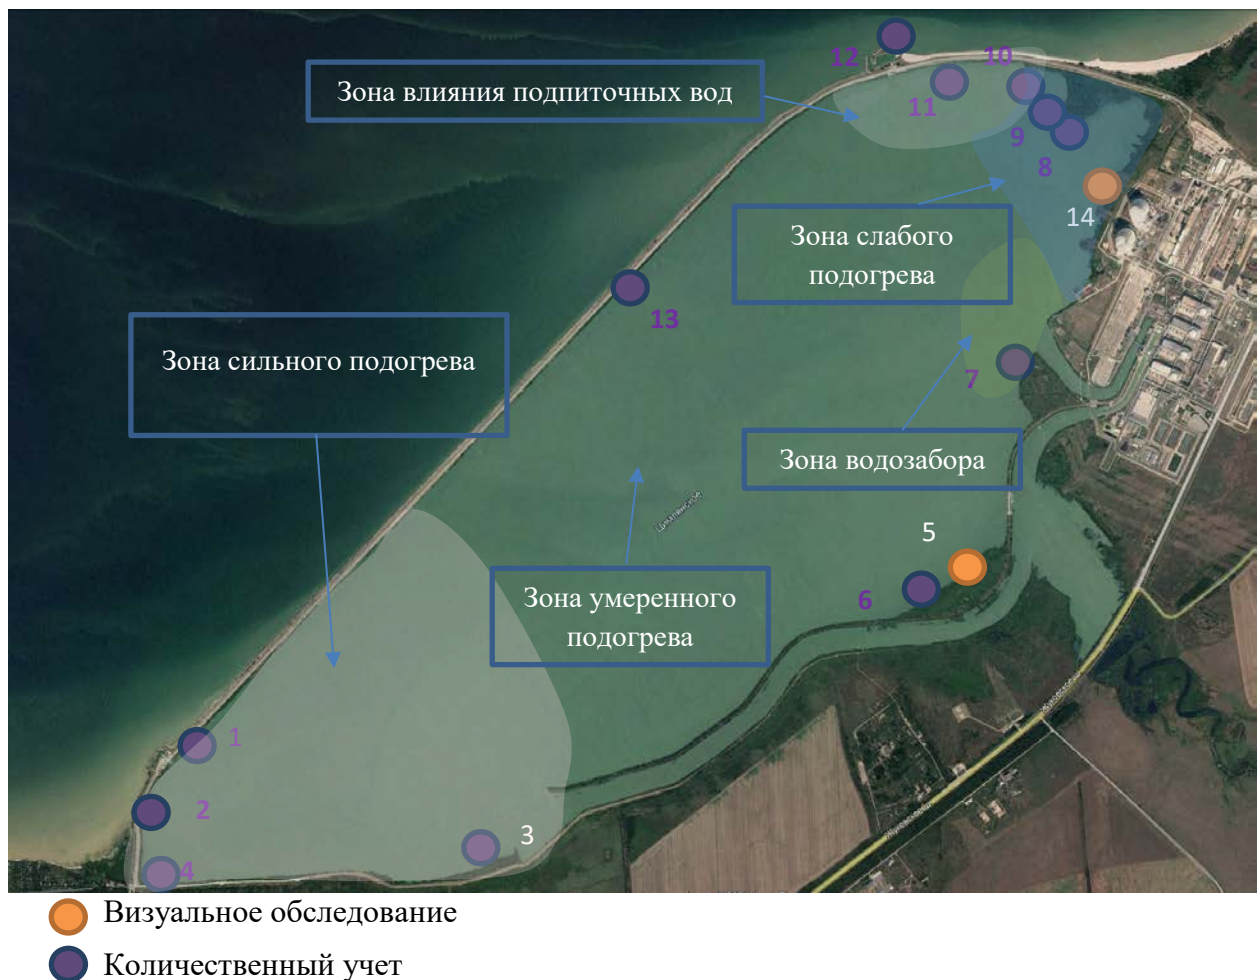 12
10
Зона влияния подпиточных вод
11
9
8
14
Зона слабого
подогрева
13
Зона сильного подогрева
7
Зона водозабора
Цимлянское
5
Зона умеренного
подогрева
6
1
2
3
4
Визуальное обследование
Количественный учет